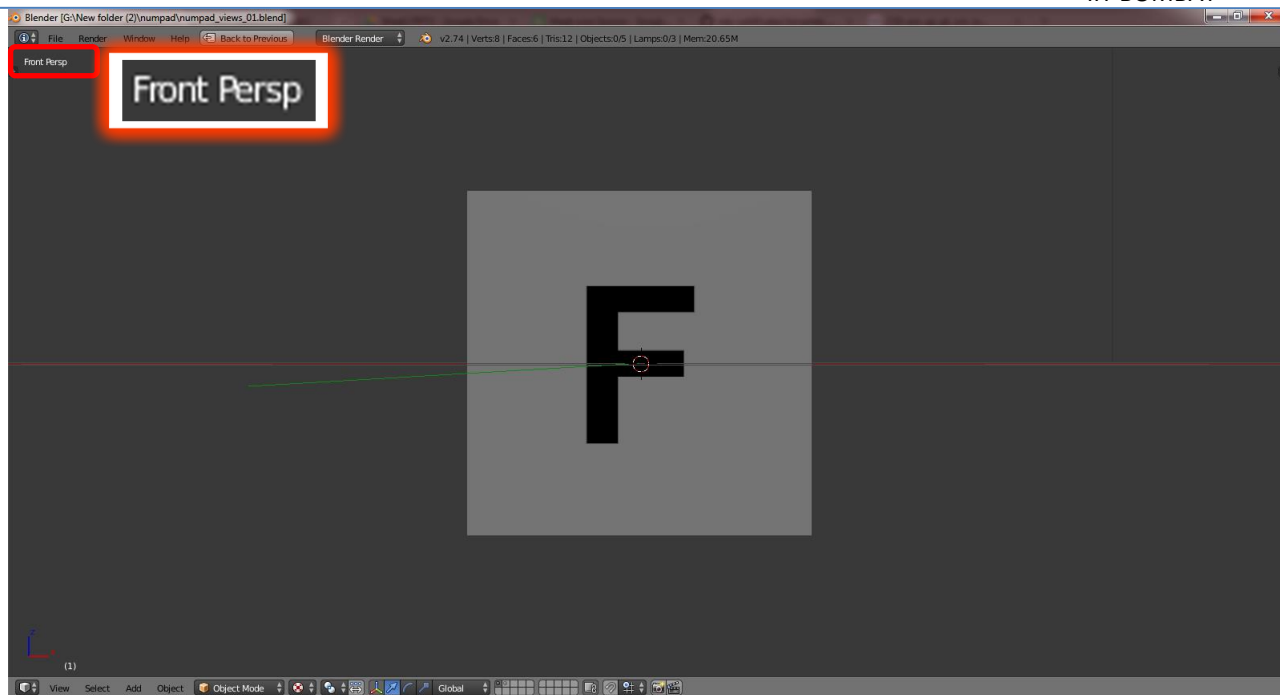 Blender [G:\New folder (2)\numpad\numpad_views_01.blend]
File Render Window Help Back to Previous Blender Render v2.74 | Verts:8 | Faces:6 | Tris:12 | Objects:0/5 | Lamps:0/3 | Mem:20.65M
Front Persp
Front Persp
F
z
(1)
View Select Add Object Object Mode Global